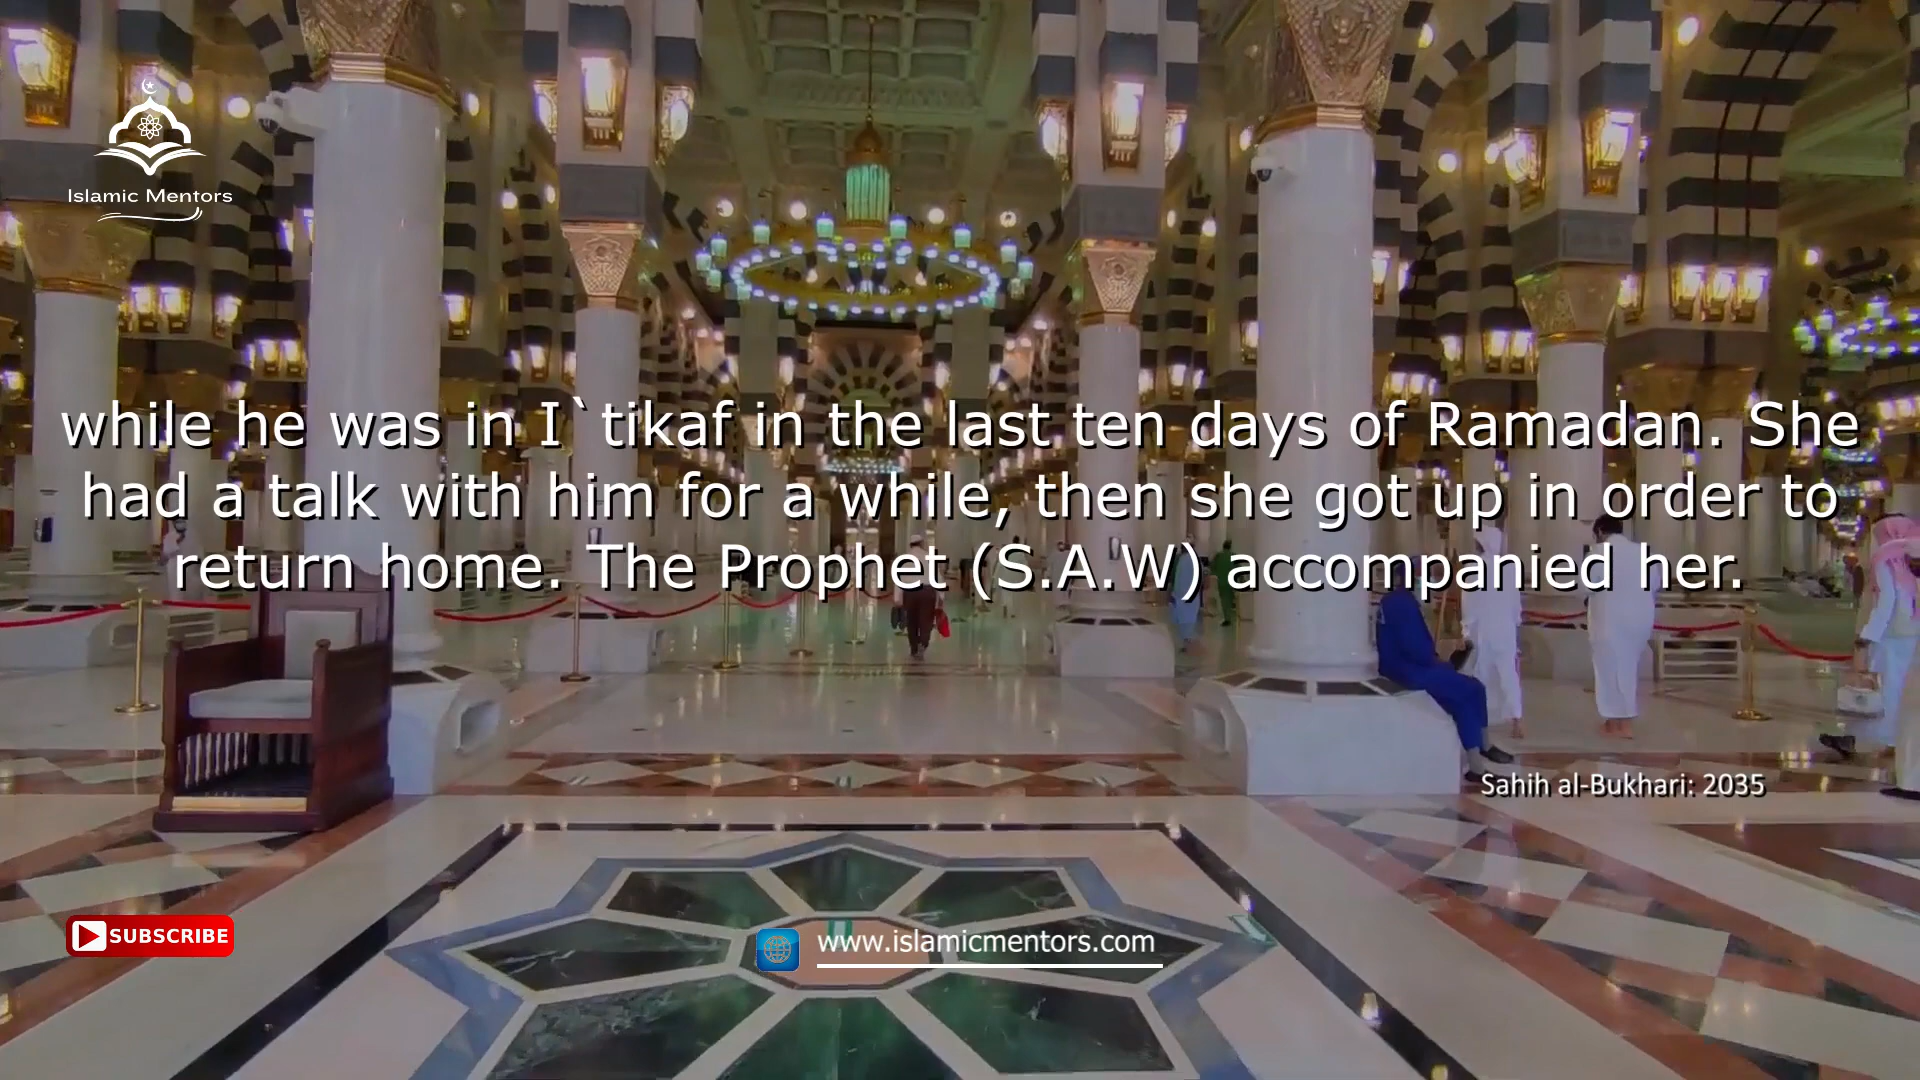 Islamic Mentors
while he was in I`tikaf in the last ten days of Ramadan. She
had a talk with him for a while, then she got up in order to
return home. The Prophet (S.A.W) accompanied her.
Sahih al-Bukhari: 2035
SUBSCRIBE
www.islamicmentors.com